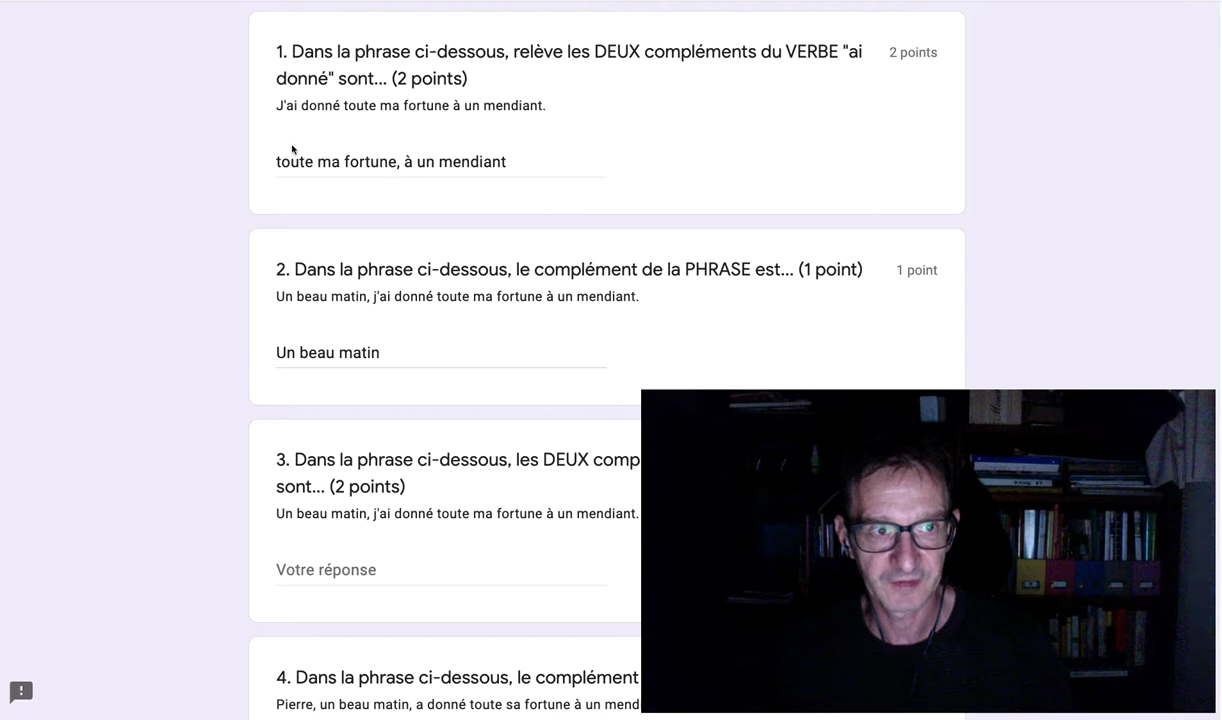 1. Dans la phrase ci-dessous, relève les DEUX compléments du VERBE "ai
donné" sont... (2 points)
2 points
J'ai donné toute ma fortune à un mendiant.
toute ma fortune, à un mendiant
2. Dans la phrase ci-dessous, le complément de la PHRASE est... (1 point)
1 point
Un beau matin, j'ai donné toute ma fortune à un mendiant.
Un beau matin
3. Dans la phrase ci-dessous, les DEUX comp
sont... (2 points)
Un beau matin, j'ai donné toute ma fortune à un mendiant.
Votre réponse
4. Dans la phrase ci-dessous, le complément
Pierre, un beau matin, a donné toute sa fortune à un mend